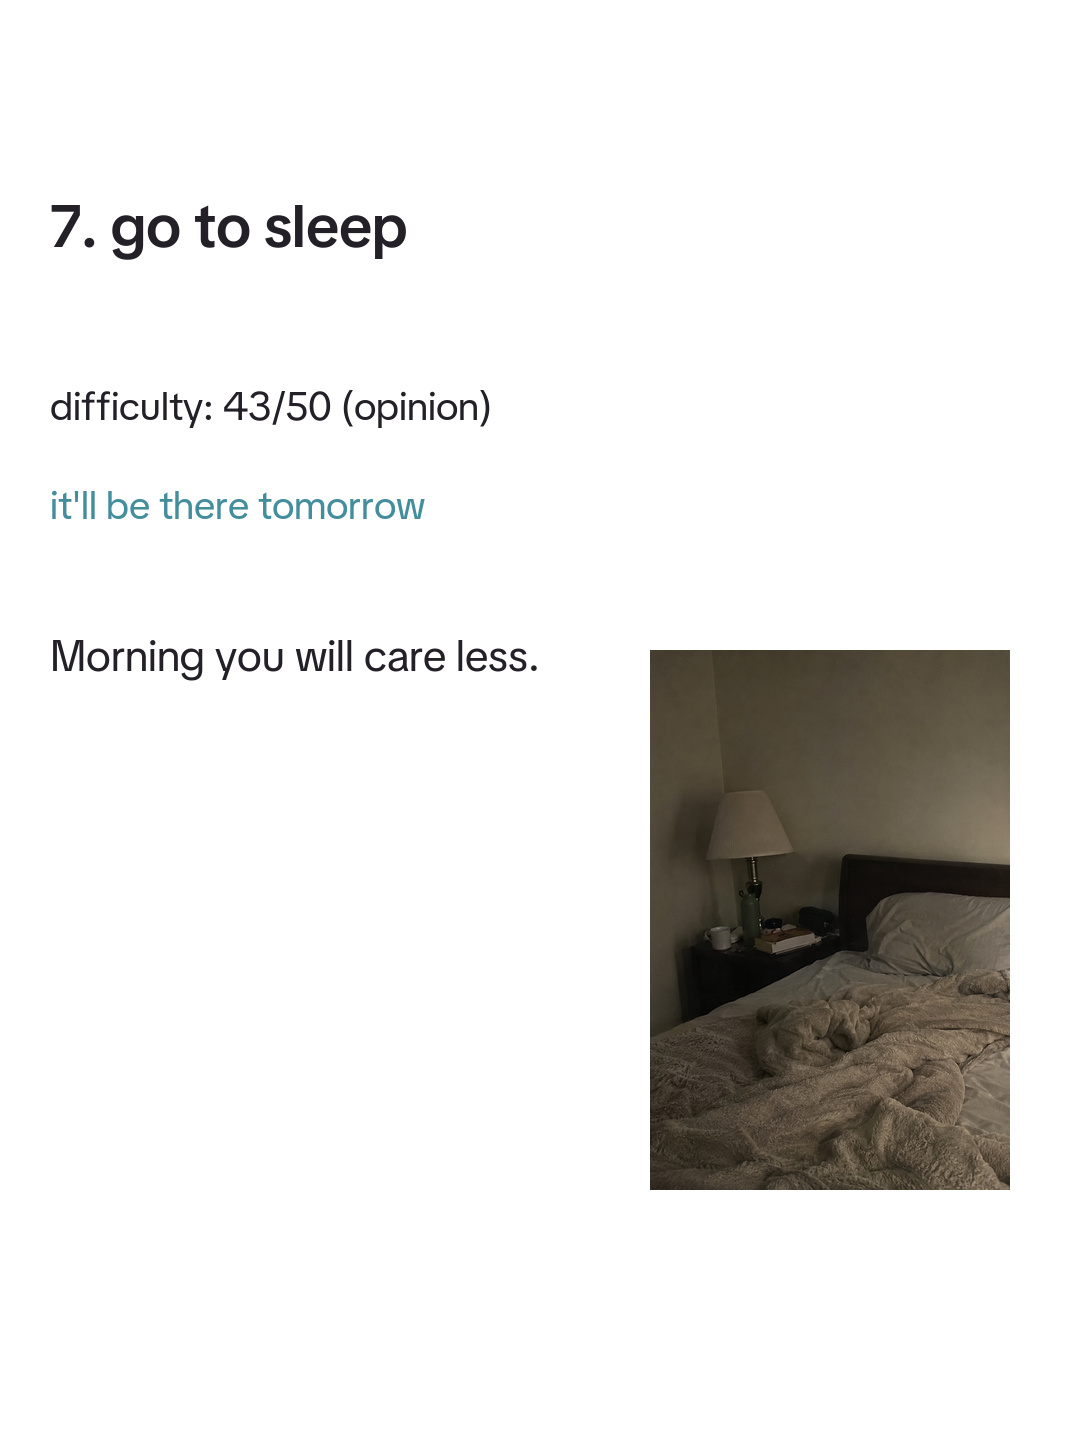 7. go to sleep
difficulty: 43/50 (opinion)
it'll be there tomorrow
Morning you will care less.